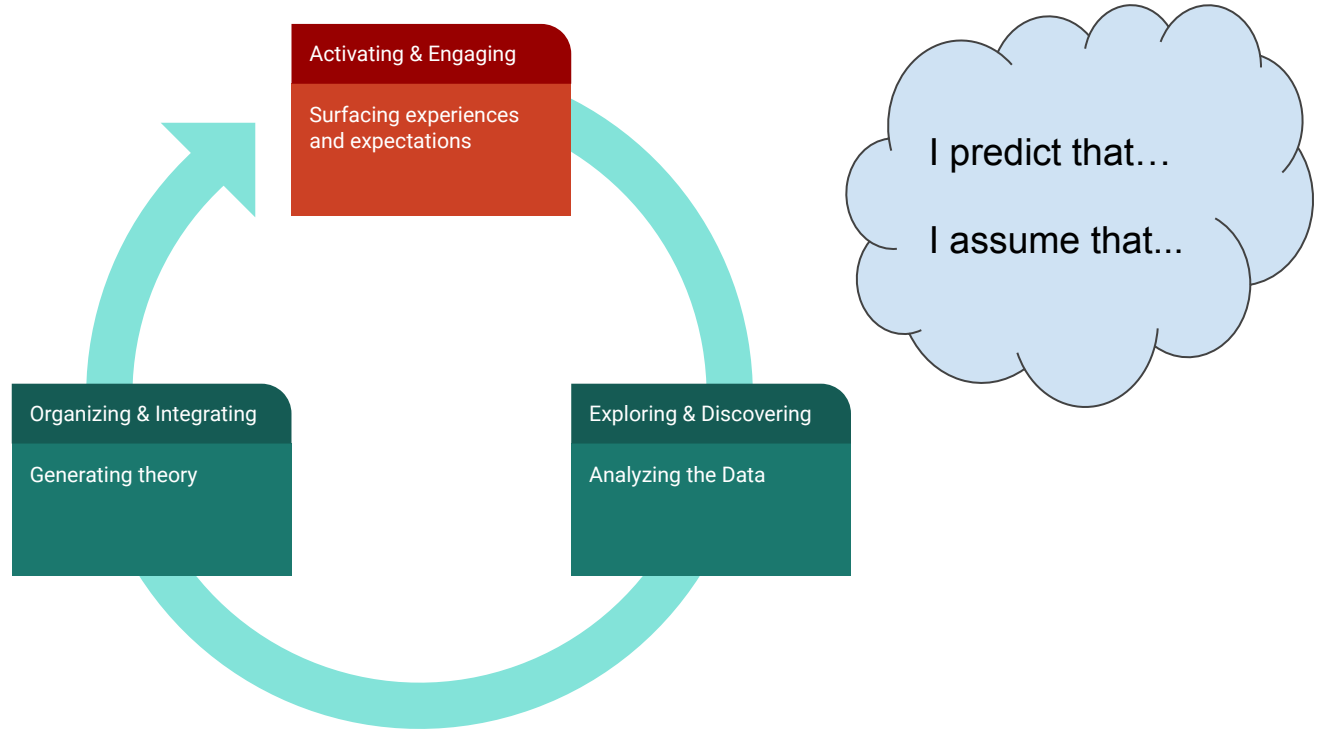 Activating & Engaging
Surfacing experiences
and expectations
I predict that…
I assume that...
Organizing & Integrating
Generating theory
Exploring & Discovering
Analyzing the Data